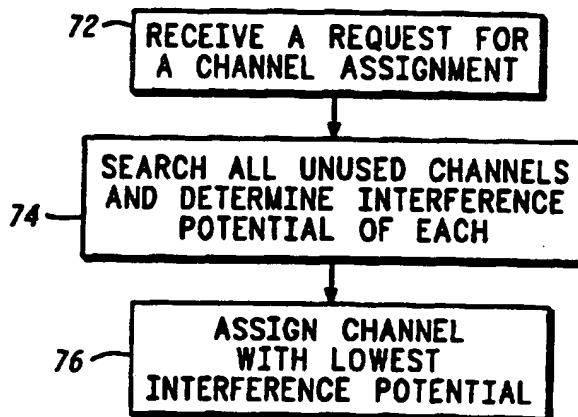 72
RECEIVE A REQUEST FOR
A CHANNEL ASSIGNMENT
74
SEARCH ALL UNUSED CHANNELS
AND DETERMINE INTERFERENCE
POTENTIAL OF EACH
76
ASSIGN CHANNEL
WITH LOWEST
INTERFERENCE POTENTIAL